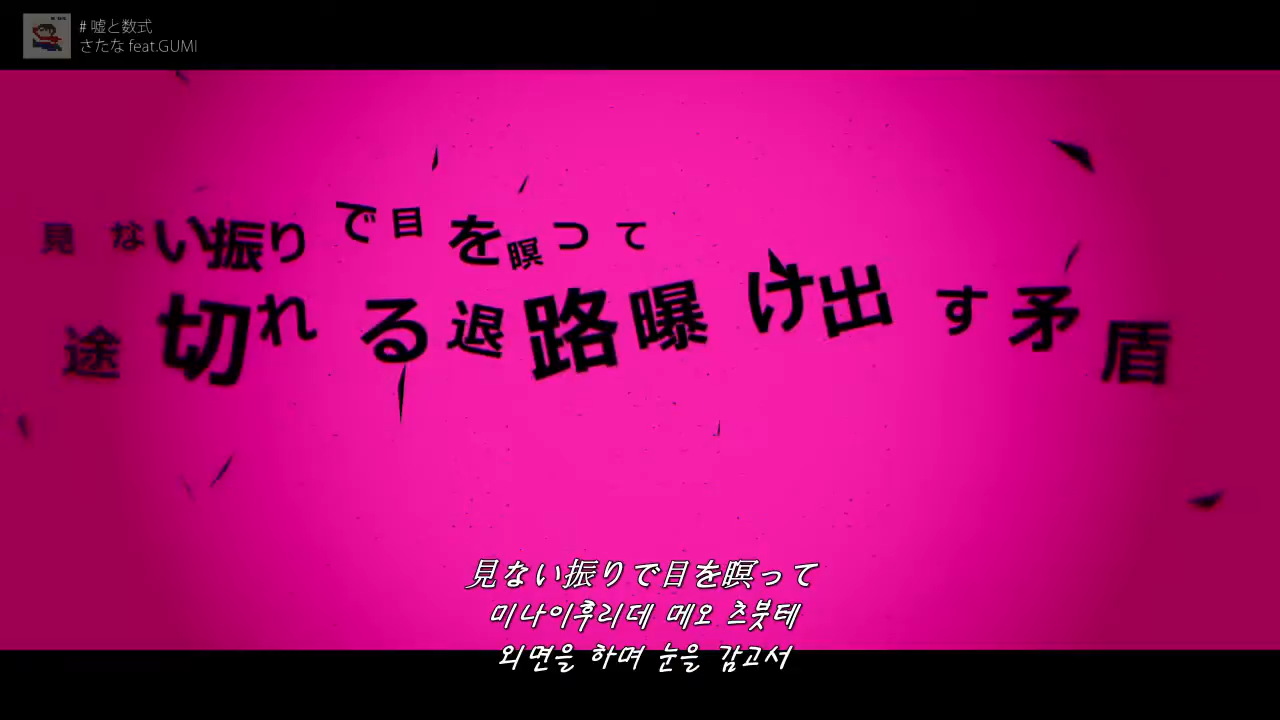 # 嘘と数式
さたな feat.GUMI
見ない振りで目を瞑って
途切れる退路曝け出す矛盾
見ない振りで目を瞑って
미나이후리데 메오 츠붓테
외면을 하며 눈을 감고서